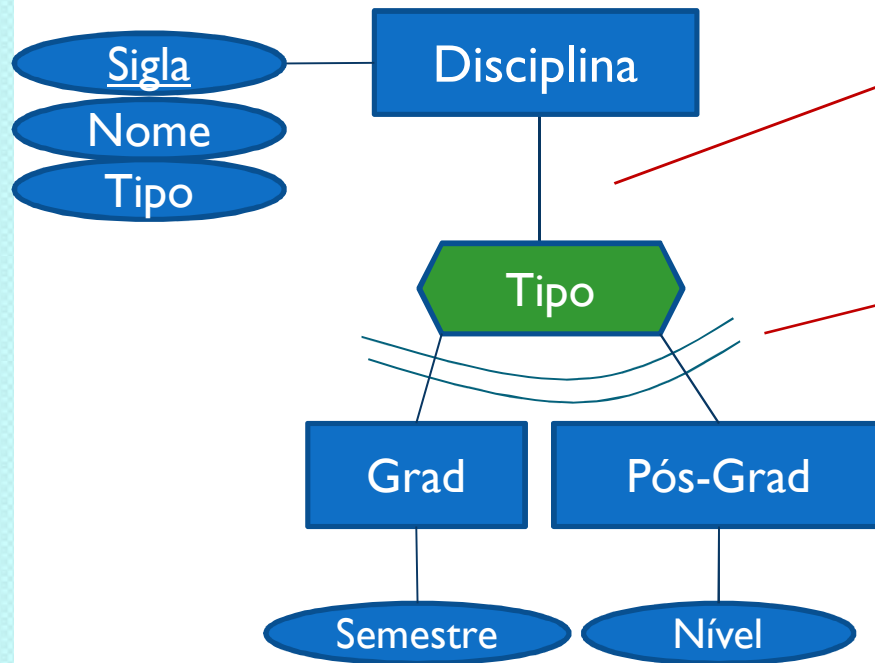 Sigla
Disciplina
Nome
Tipo
Tipo
Grad
Pós-Grad
Semestre
Nível